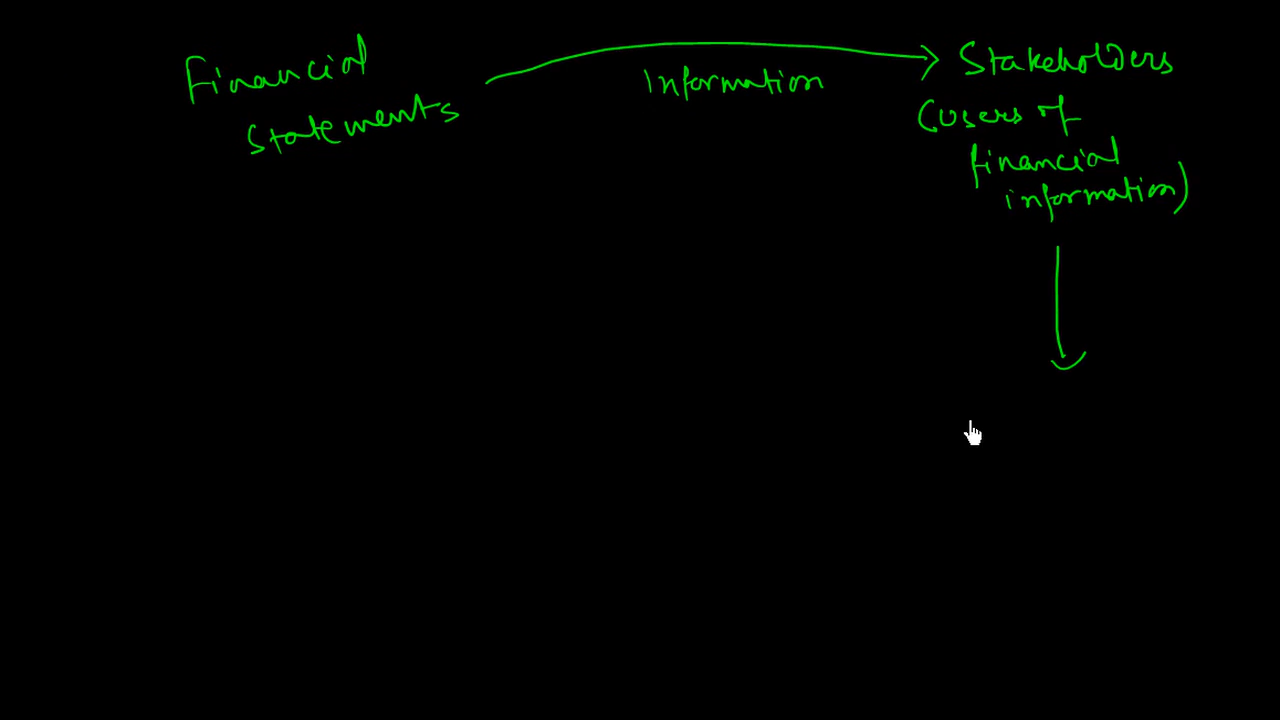 Financial
Statements
Information
Stakeholders
(users of
financial
information)